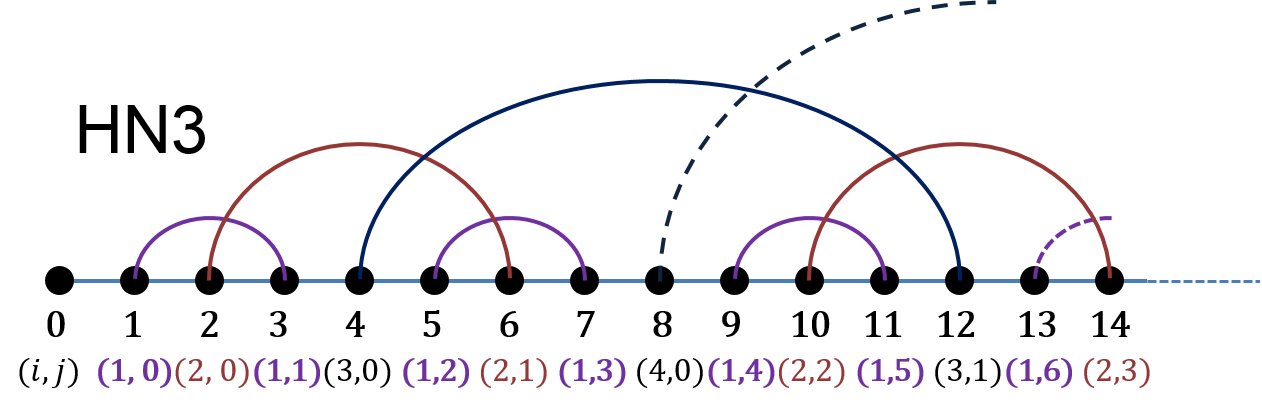 HN3
0 1 2 3 4 5 6 7 8 9 10 11 12 13 14
(i, j) (1, 0) (2, 0) (1,1) (3,0) (1,2) (2,1) (1,3) (4,0) (1,4) (2,2) (1,5) (3,1) (1,6) (2,3)